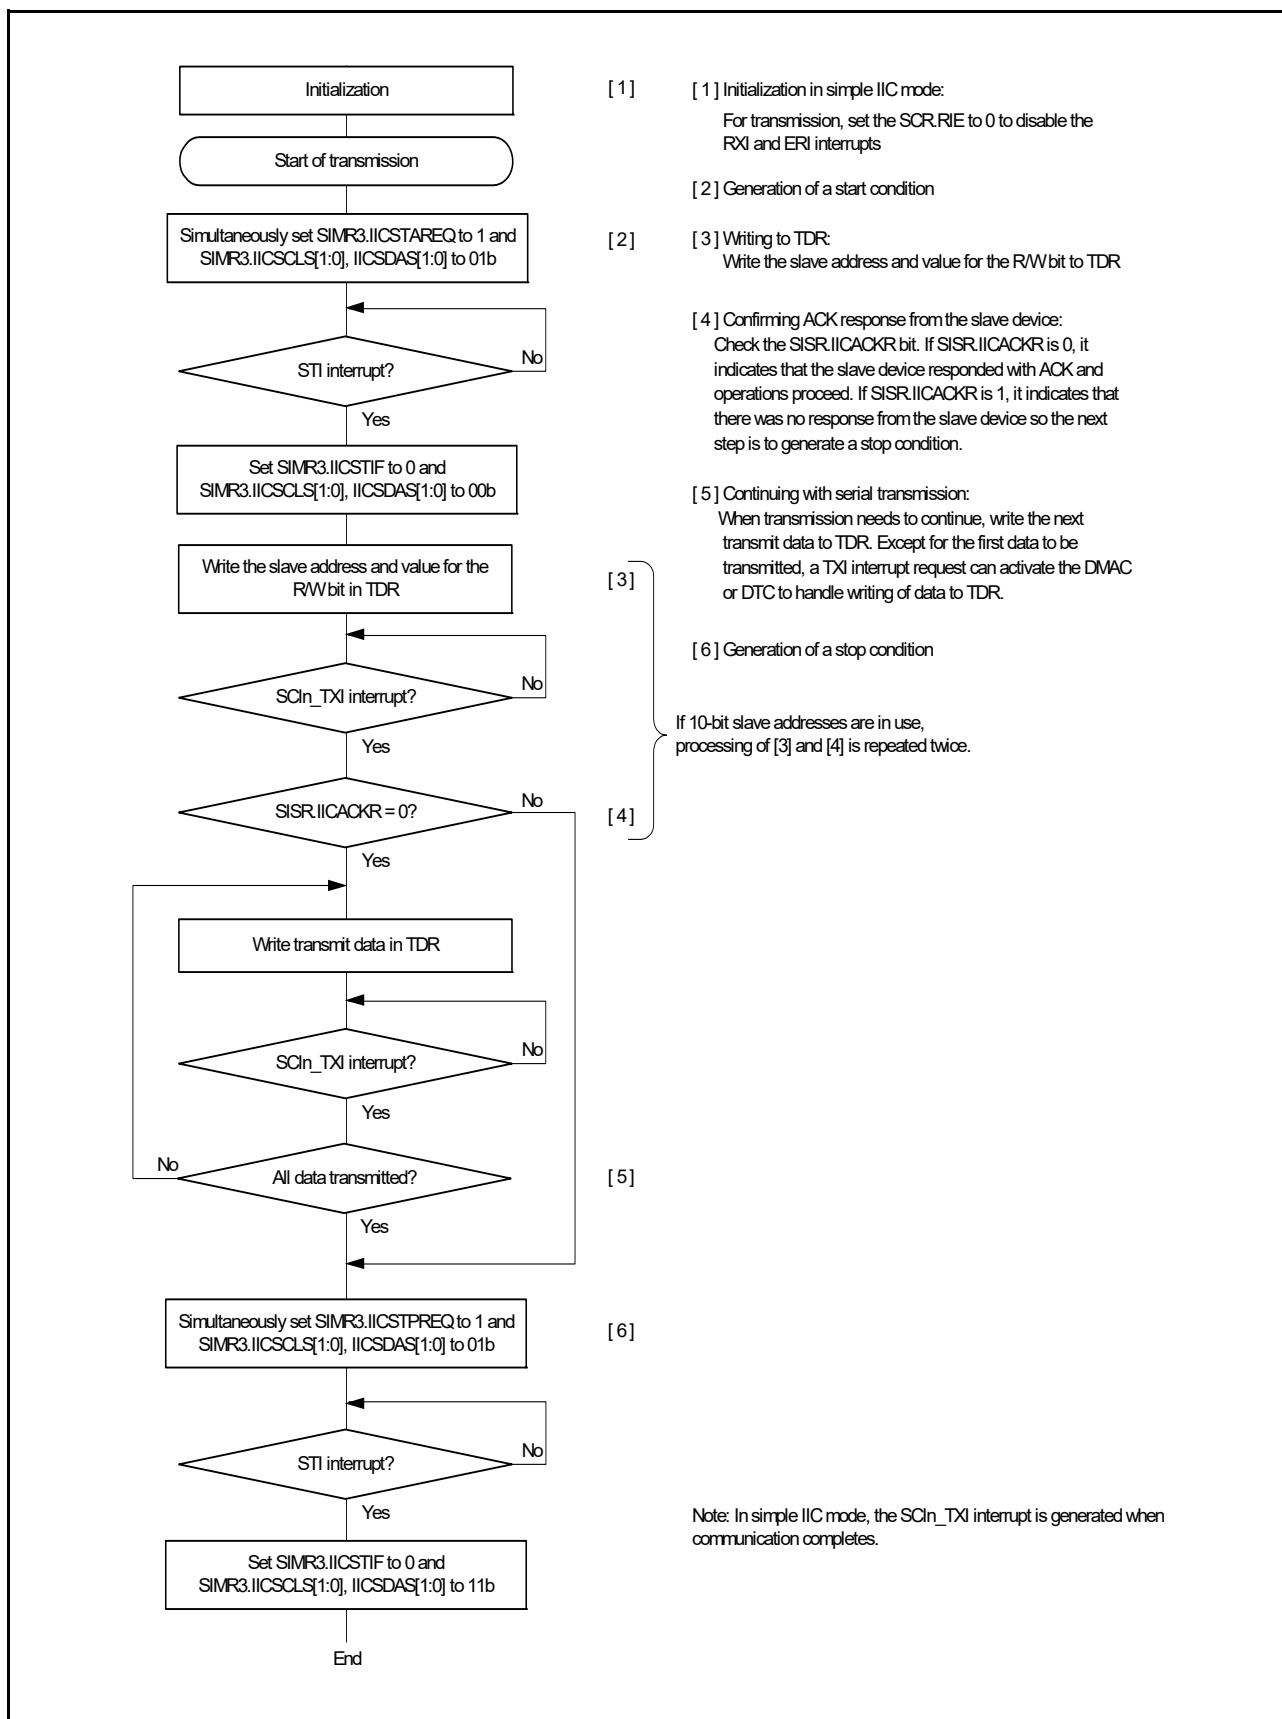 Initialization
[ 1 ]
Start of transmission
Simultaneously set SIMR3.IICSTAREQ to 1 and
SIMR3.IICSCLS[1:0], IICSDAS[1:0] to 01b
[ 2 ]
STI interrupt?
No
Yes
Set SIMR3.IICSTIF to 0 and
SIMR3.IICSCLS[1:0], IICSDAS[1:0] to 00b
Write the slave address and value for the
R/W bit in TDR
[ 3 ]
SCIn_TXI interrupt?
No
Yes
SISR.IICACKR = 0?
No
[ 4 ]
Yes
Write transmit data in TDR
SCIn_TXI interrupt?
No
Yes
No
All data transmitted?
[ 5 ]
Yes
Simultaneously set SIMR3.IICSTPREQ to 1 and
SIMR3.IICSCLS[1:0], IICSDAS[1:0] to 01b
[ 6 ]
STI interrupt?
No
Yes
Set SIMR3.IICSTIF to 0 and
SIMR3.IICSCLS[1:0], IICSDAS[1:0] to 11b
End
[ 1 ] Initialization in simple IIC mode:
For transmission, set the SCR.RIE to 0 to disable the
RXI and ERI interrupts
[ 2 ] Generation of a start condition
[ 3 ] Writing to TDR:
Write the slave address and value for the R/W bit to TDR
[ 4 ] Confirming ACK response from the slave device:
Check the SISR.IICACKR bit. If SISR.IICACKR is 0, it
indicates that the slave device responded with ACK and
operations proceed. If SISR.IICACKR is 1, it indicates that
there was no response from the slave device so the next
step is to generate a stop condition.
[ 5 ] Continuing with serial transmission:
When transmission needs to continue, write the next
transmit data to TDR. Except for the first data to be
transmitted, a TXI interrupt request can activate the DMAC
or DTC to handle writing of data to TDR.
[ 6 ] Generation of a stop condition
If 10-bit slave addresses are in use,
processing of [3] and [4] is repeated twice.
Note: In simple IIC mode, the SCIn_TXI interrupt is generated when
communication completes.